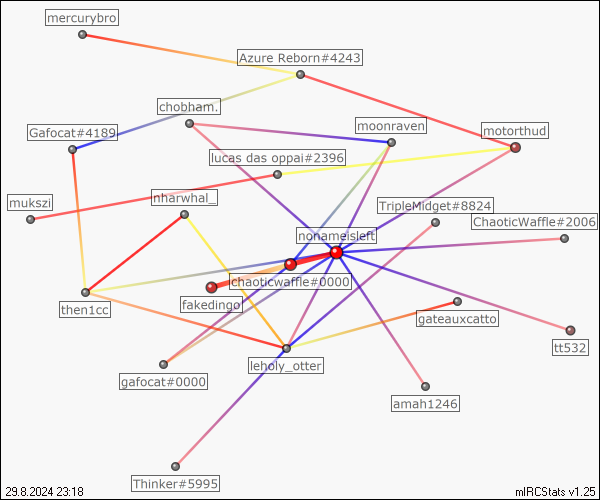 mercurybro
Azure Reborn#4243
chobham.
moonraven
Gafocat#4189
motorthud
lucas das oppai#2396
mukszi
nharwhal_
TripleMidget#8824
ChaoticWaffle#2006
nonameisleft
chaoticwaffle#0000
fakedingo
then1cc
gateauxcatto
tt532
leholy_otter
gafocat#0000
amah1246
Thinker#5995
29.8.2024 23:18
mIRCStats v1.25